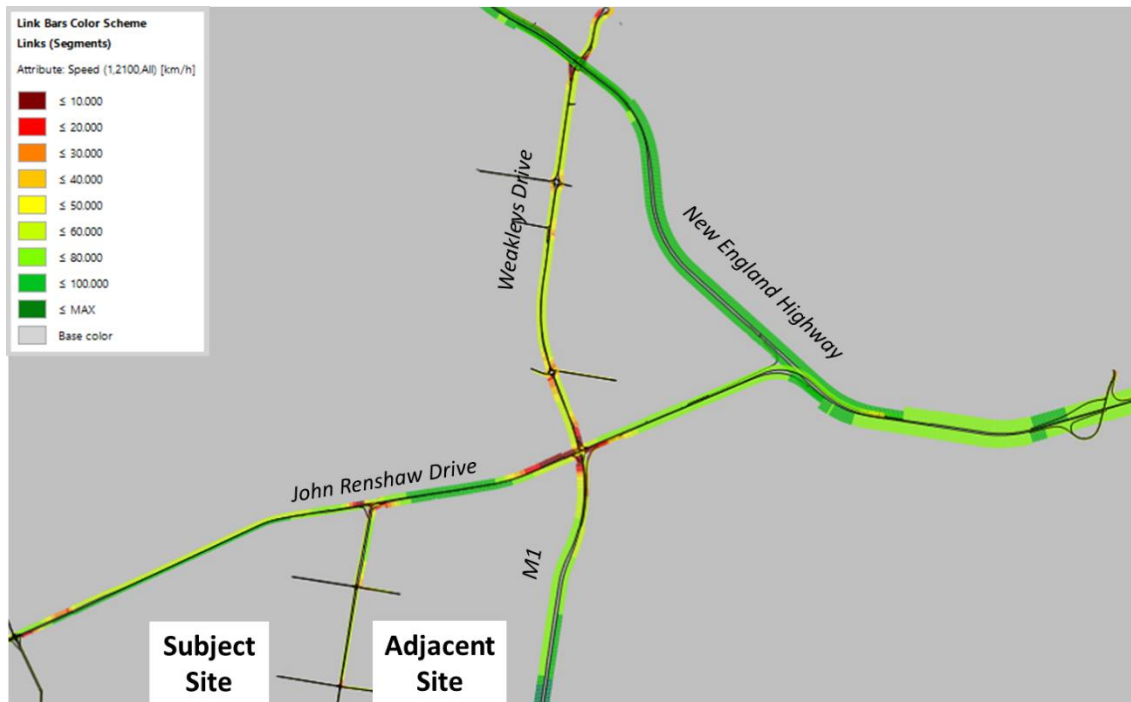 Link Bars Color Scheme
Links (Segments)
Attribute: Speed (1,2100,All) [km/h]
≤ 10.000
≤ 20.000
≤ 30.000
≤ 40.000
≤ 50.000
≤ 60.000
≤ 80.000
≤ 100.000
≤ MAX
Base color
Weakleys Drive
New England Highway
John Renshaw Drive
M1
Subject
Site
Adjacent
Site